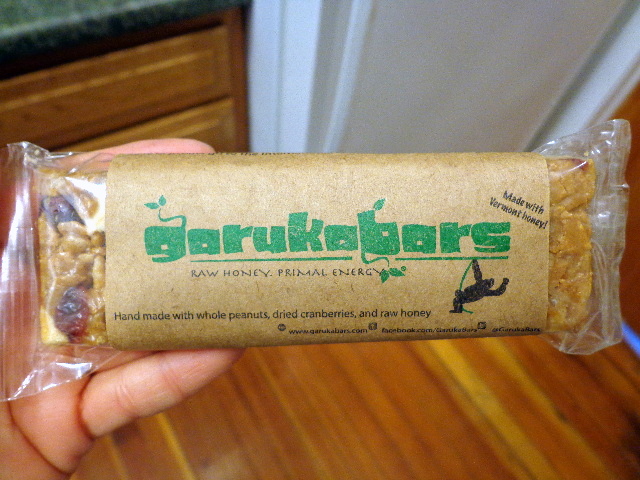 Made with
Vermont honey!
garukabars
RAW HONEY. PRIMAL ENERGY
Hand made with whole peanuts, dried cranberries, and raw honey
www.garukabars.com facebook.com/GarukaBars @GarukaBars